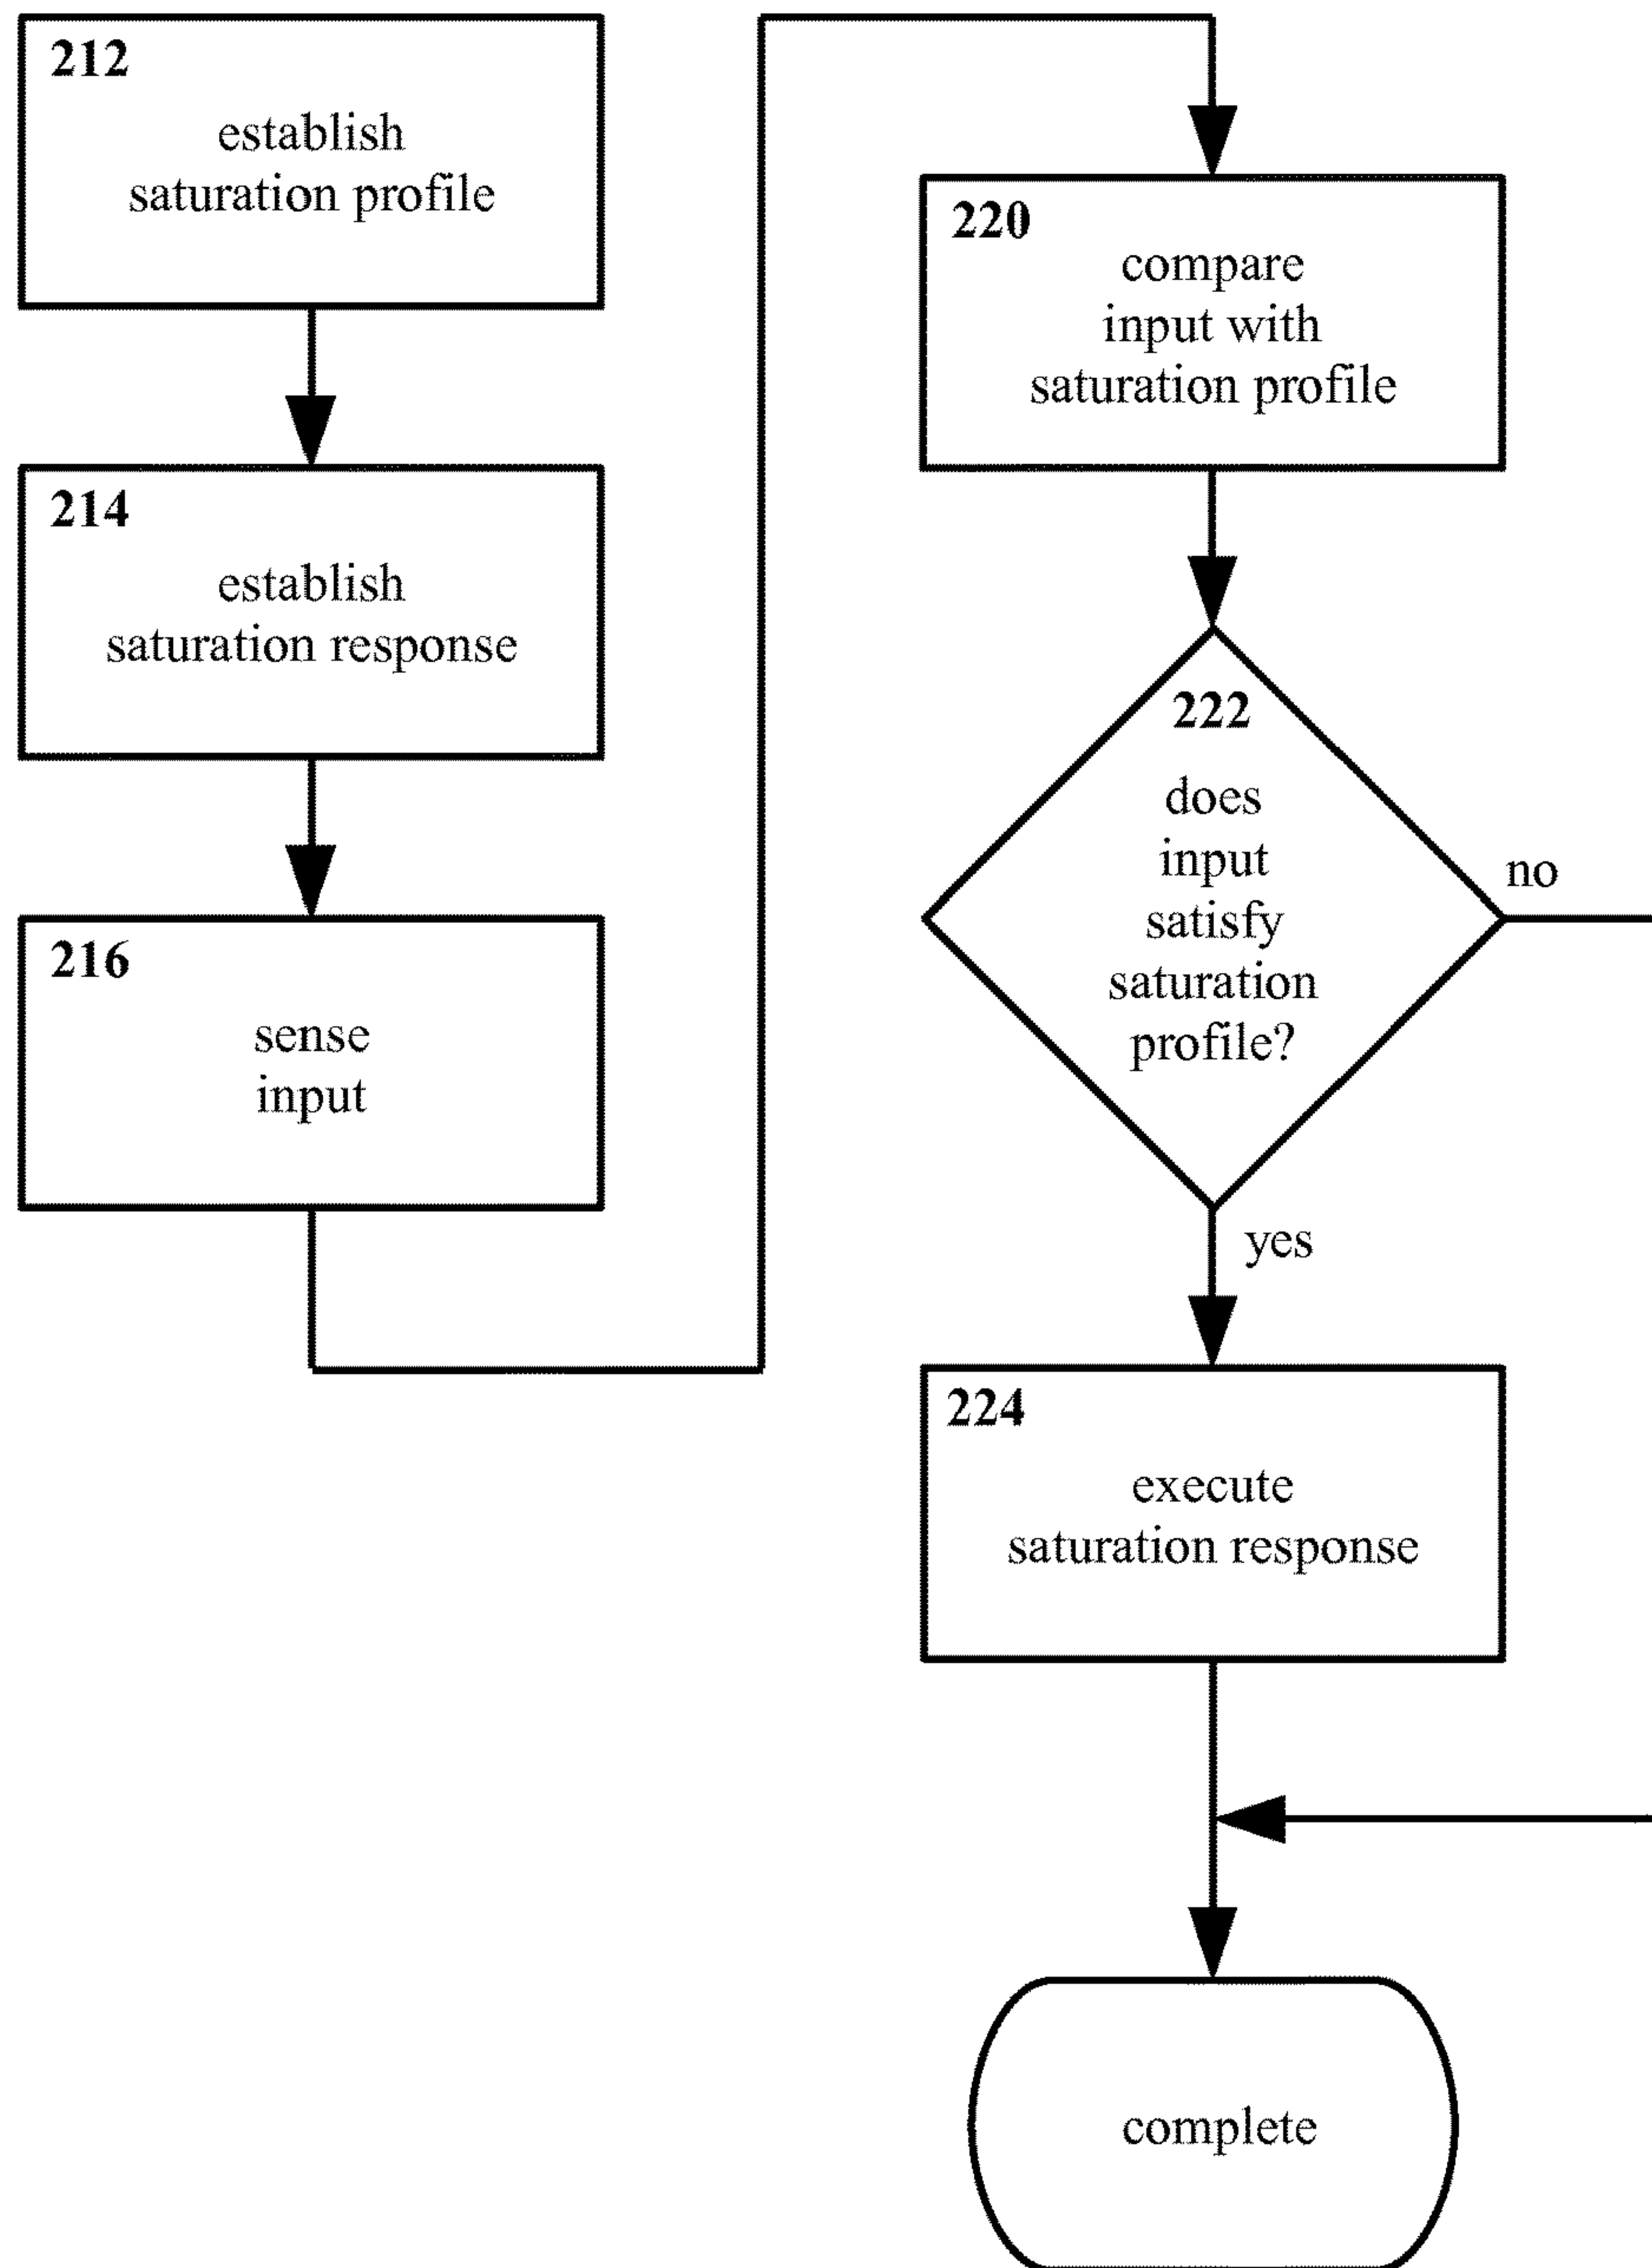 212
establish
saturation profile
214
establish
saturation response
216
sense
input
220
compare
input with
saturation profile
222
does
input
satisfy
saturation
profile?
no
yes
224
execute
saturation response
complete